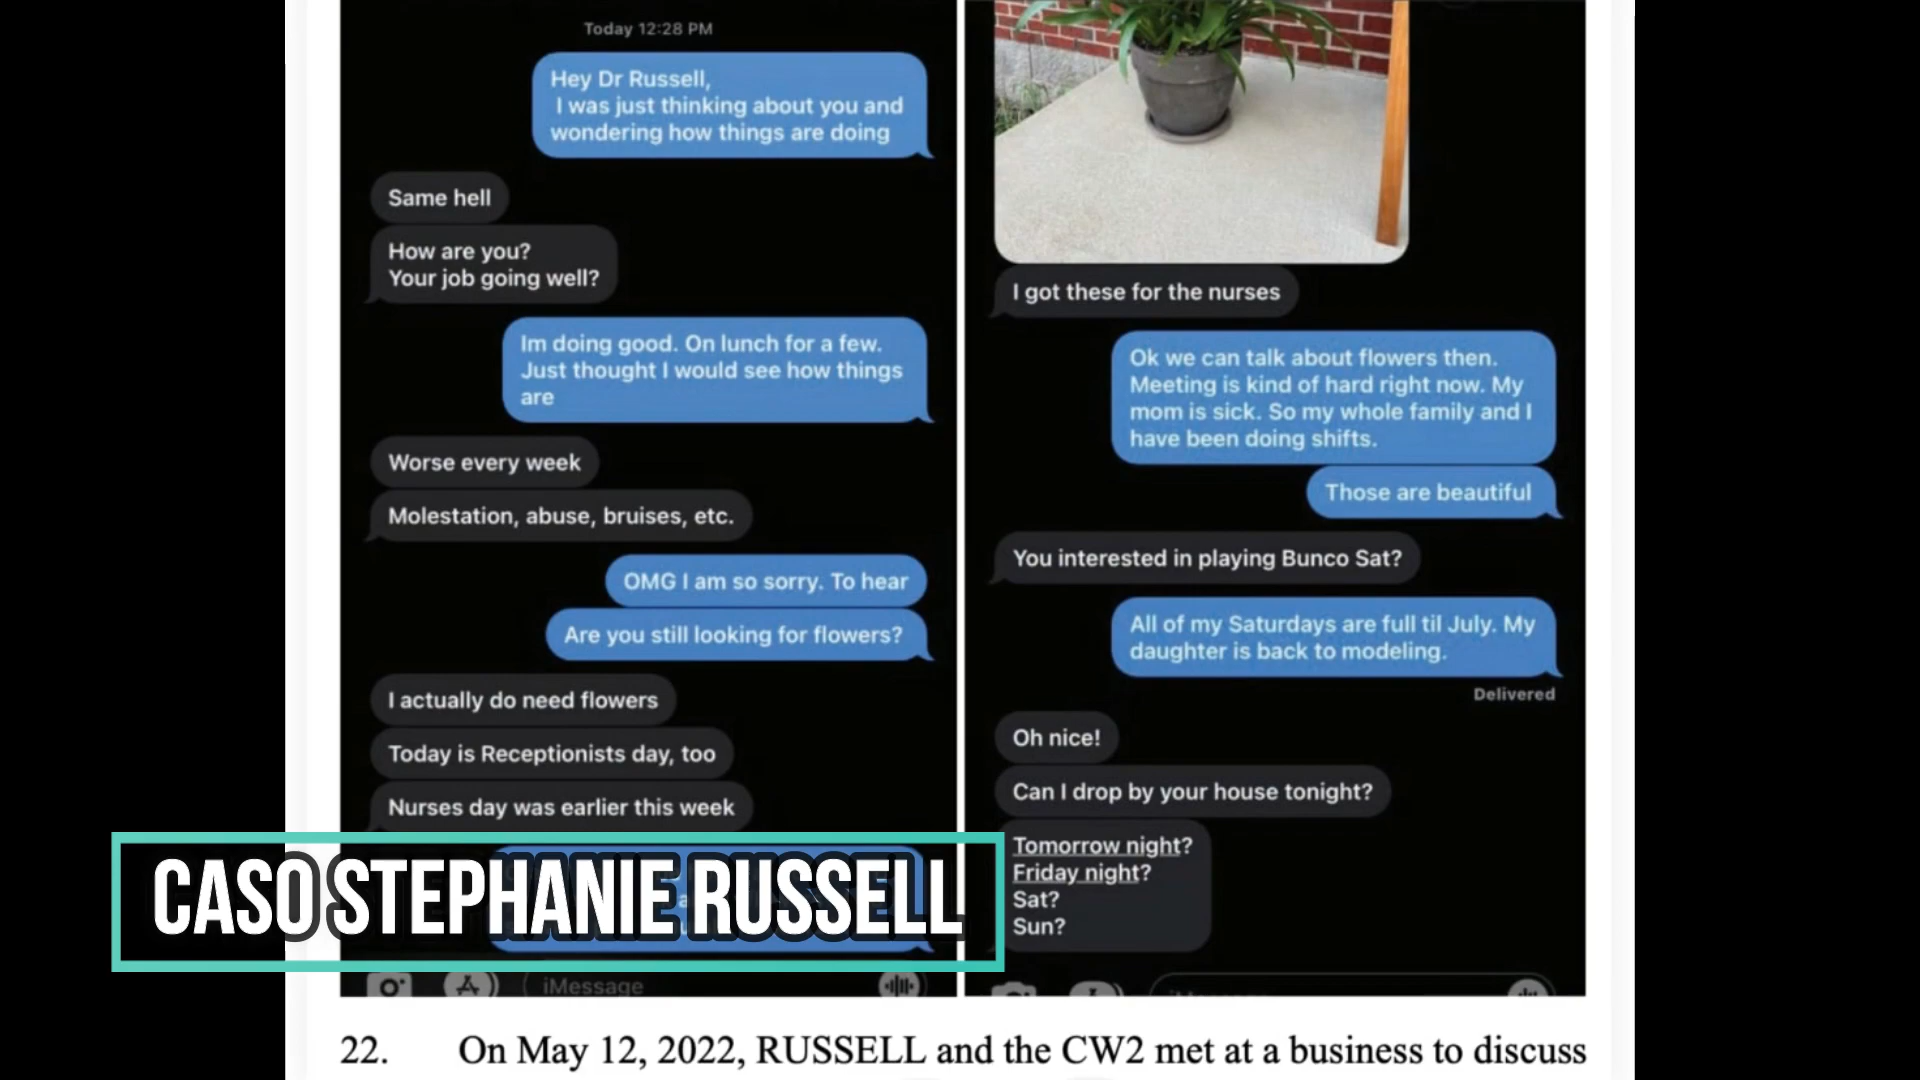 Today 12:28 PM
Hey Dr Russell,
I was just thinking about you and
wondering how things are doing
Same hell
How are you?
Your job going well?
Im doing good. On lunch for a few.
Just thought I would see how things
are
Worse every week
Molestation, abuse, bruises, etc.
OMG I am so sorry. To hear
Are you still looking for flowers?
I actually do need flowers
Today is Receptionists day, too
Nurses day was earlier this week
iMessage
I got these for the nurses
Ok we can talk about flowers then.
Meeting is kind of hard right now. My
mom is sick. So my whole family and I
have been doing shifts.
Those are beautiful
You interested in playing Bunco Sat?
All of my Saturdays are full til July. My
daughter is back to modeling.
Delivered
Oh nice!
Can I drop by your house tonight?
Tomorrow night?
Friday night?
Sat?
Sun?
CASO STEPHANIE RUSSELL
22. On May 12, 2022, RUSSELL and the CW2 met at a business to discuss